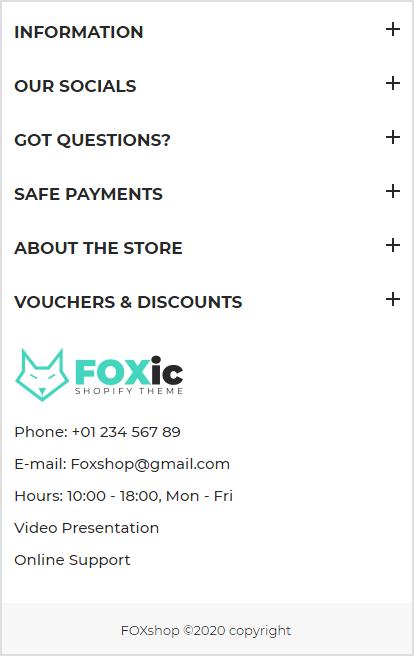 INFORMATION
OUR SOCIALS
GOT QUESTIONS?
SAFE PAYMENTS
ABOUT THE STORE
VOUCHERS & DISCOUNTS
FOXic
SHOPIFY THEME
Phone: +01 234 567 89
E-mail: Foxshop@gmail.com
Hours: 10:00 - 18:00, Mon - Fri
Video Presentation
Online Support
FOXshop ©2020 copyright